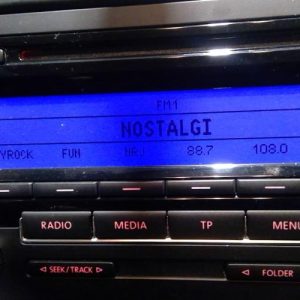 FM1
NOSTALGI
YROCK FUN NRJ 88.7 108.0
RADIO MEDIA TP MENU
◁ SEEK/TRACK ▷ ◁ FOLDER